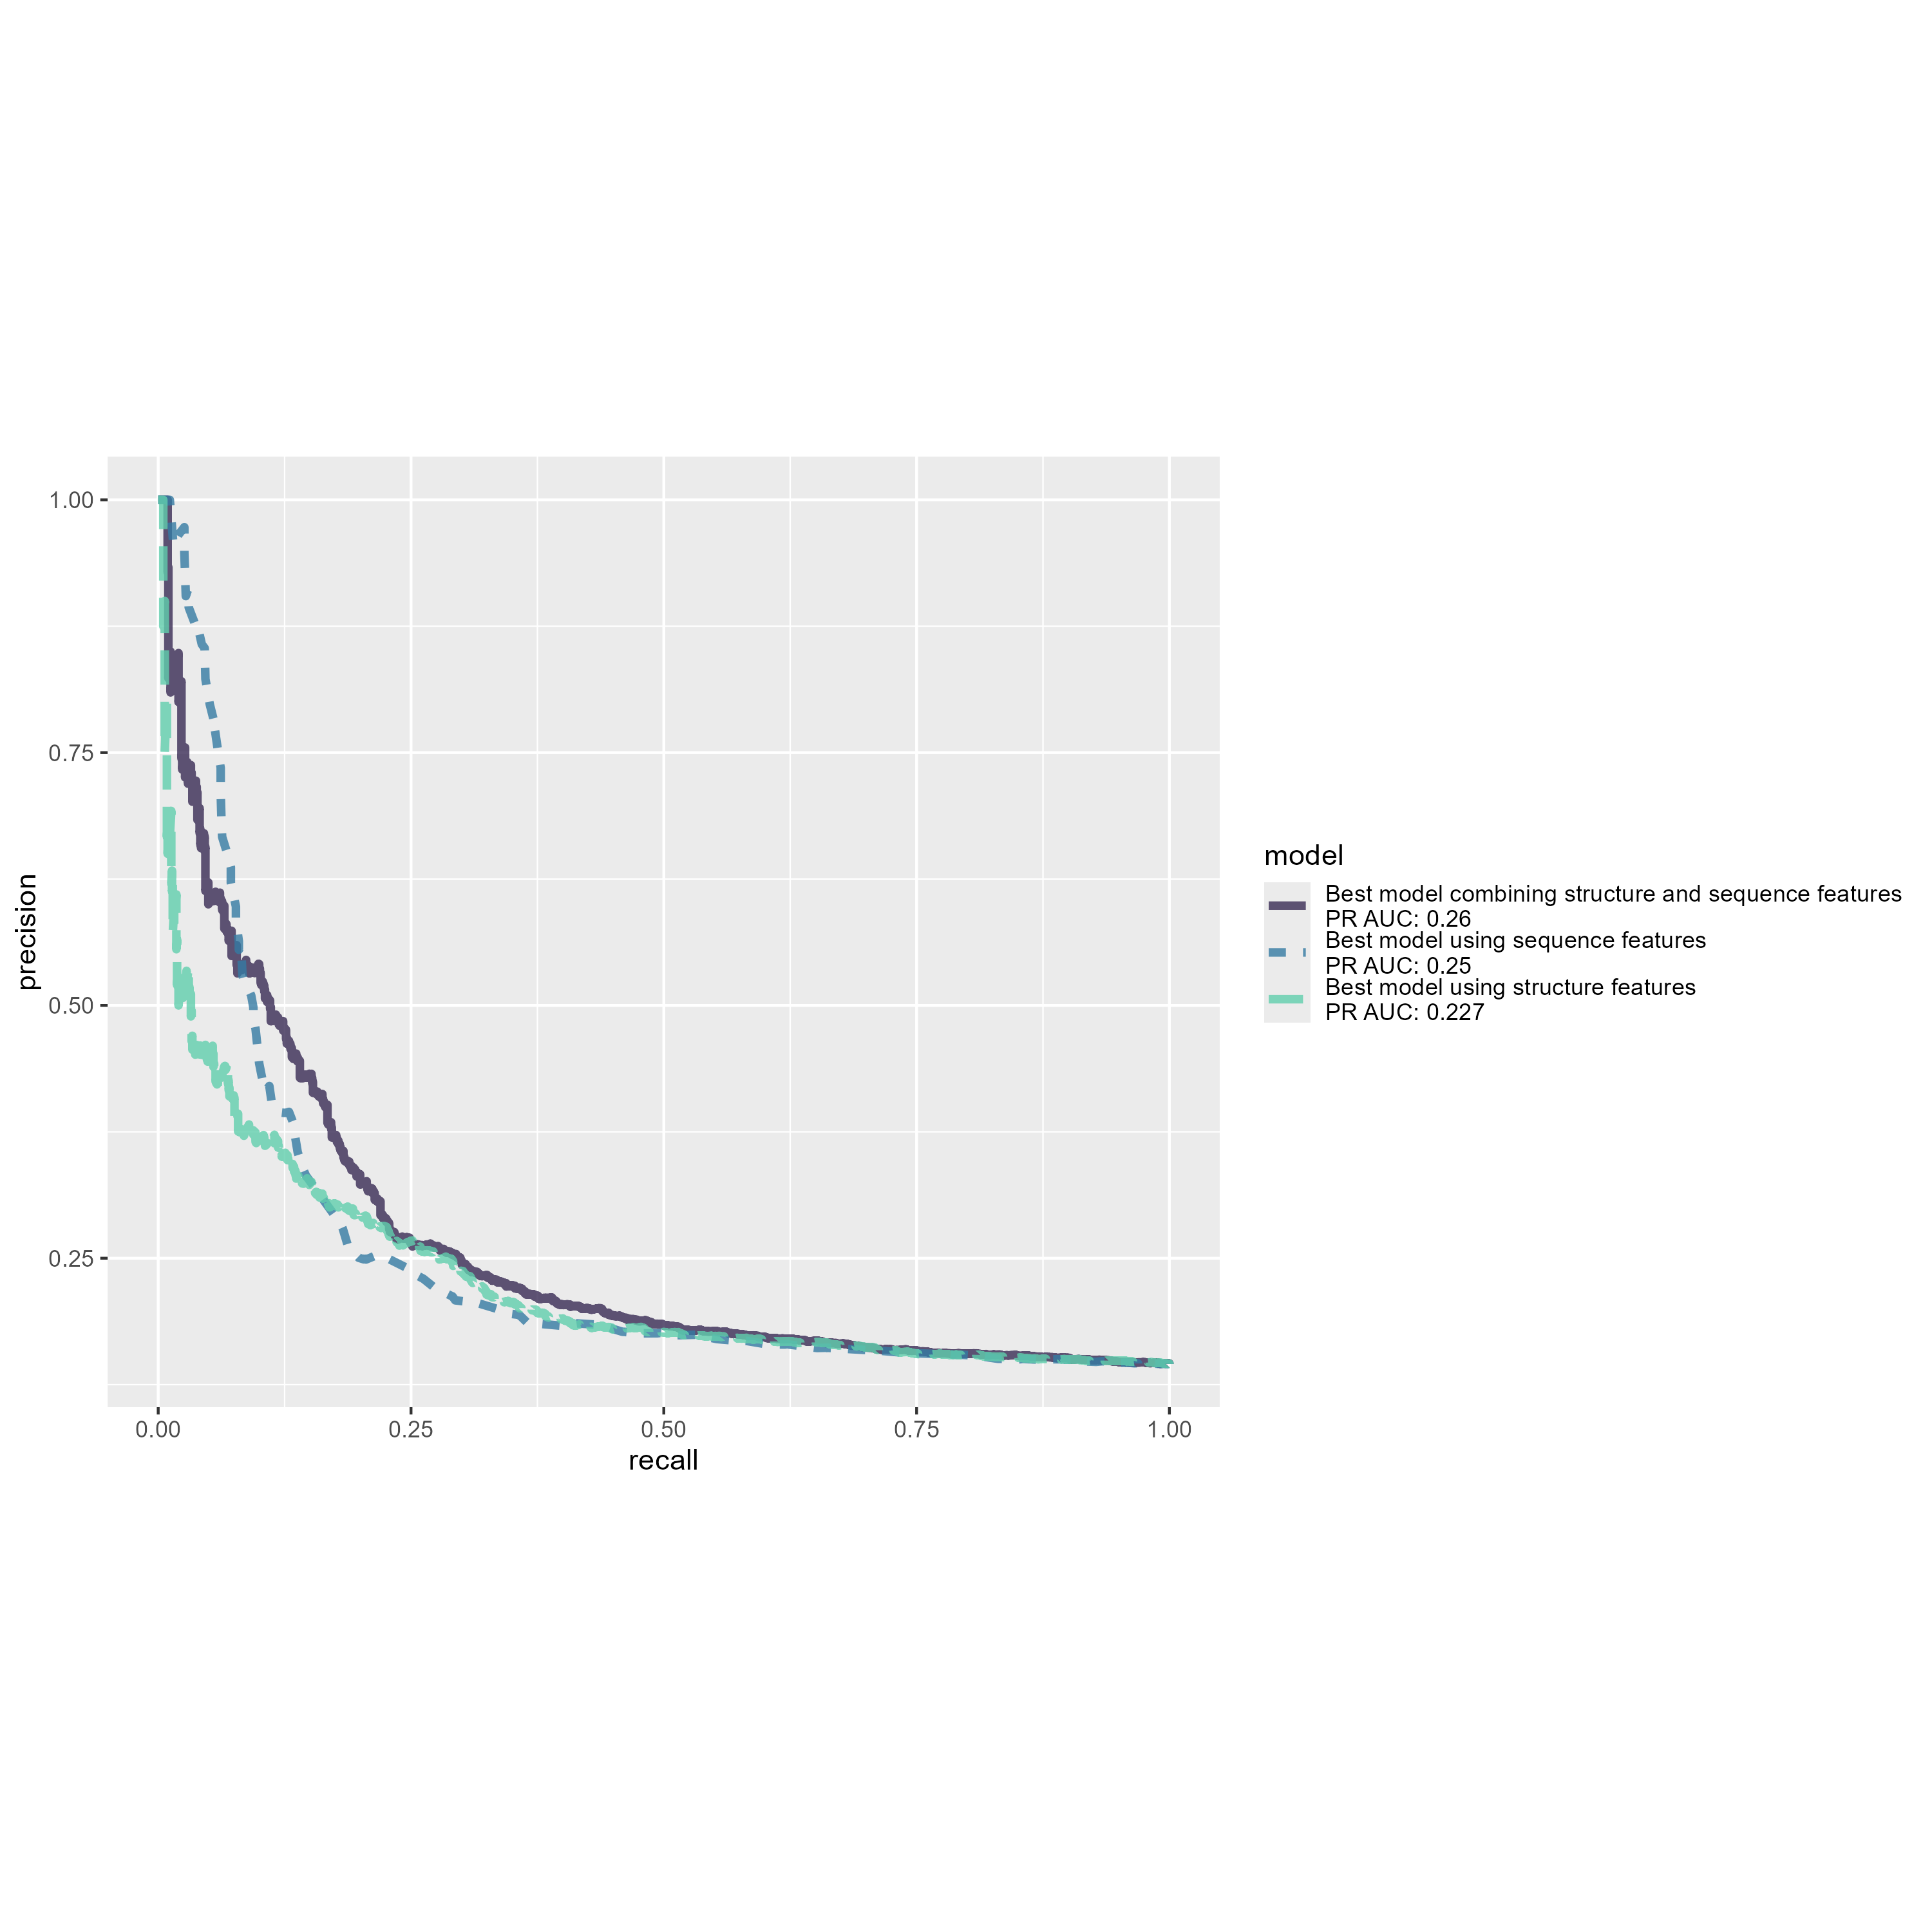 1.00
0.75
0.50
0.25
precision
0.00 0.25 0.50 0.75 1.00
recall
model
Best model combining structure and sequence features
PR AUC: 0.26
Best model using sequence features
PR AUC: 0.25
Best model using structure features
PR AUC: 0.227